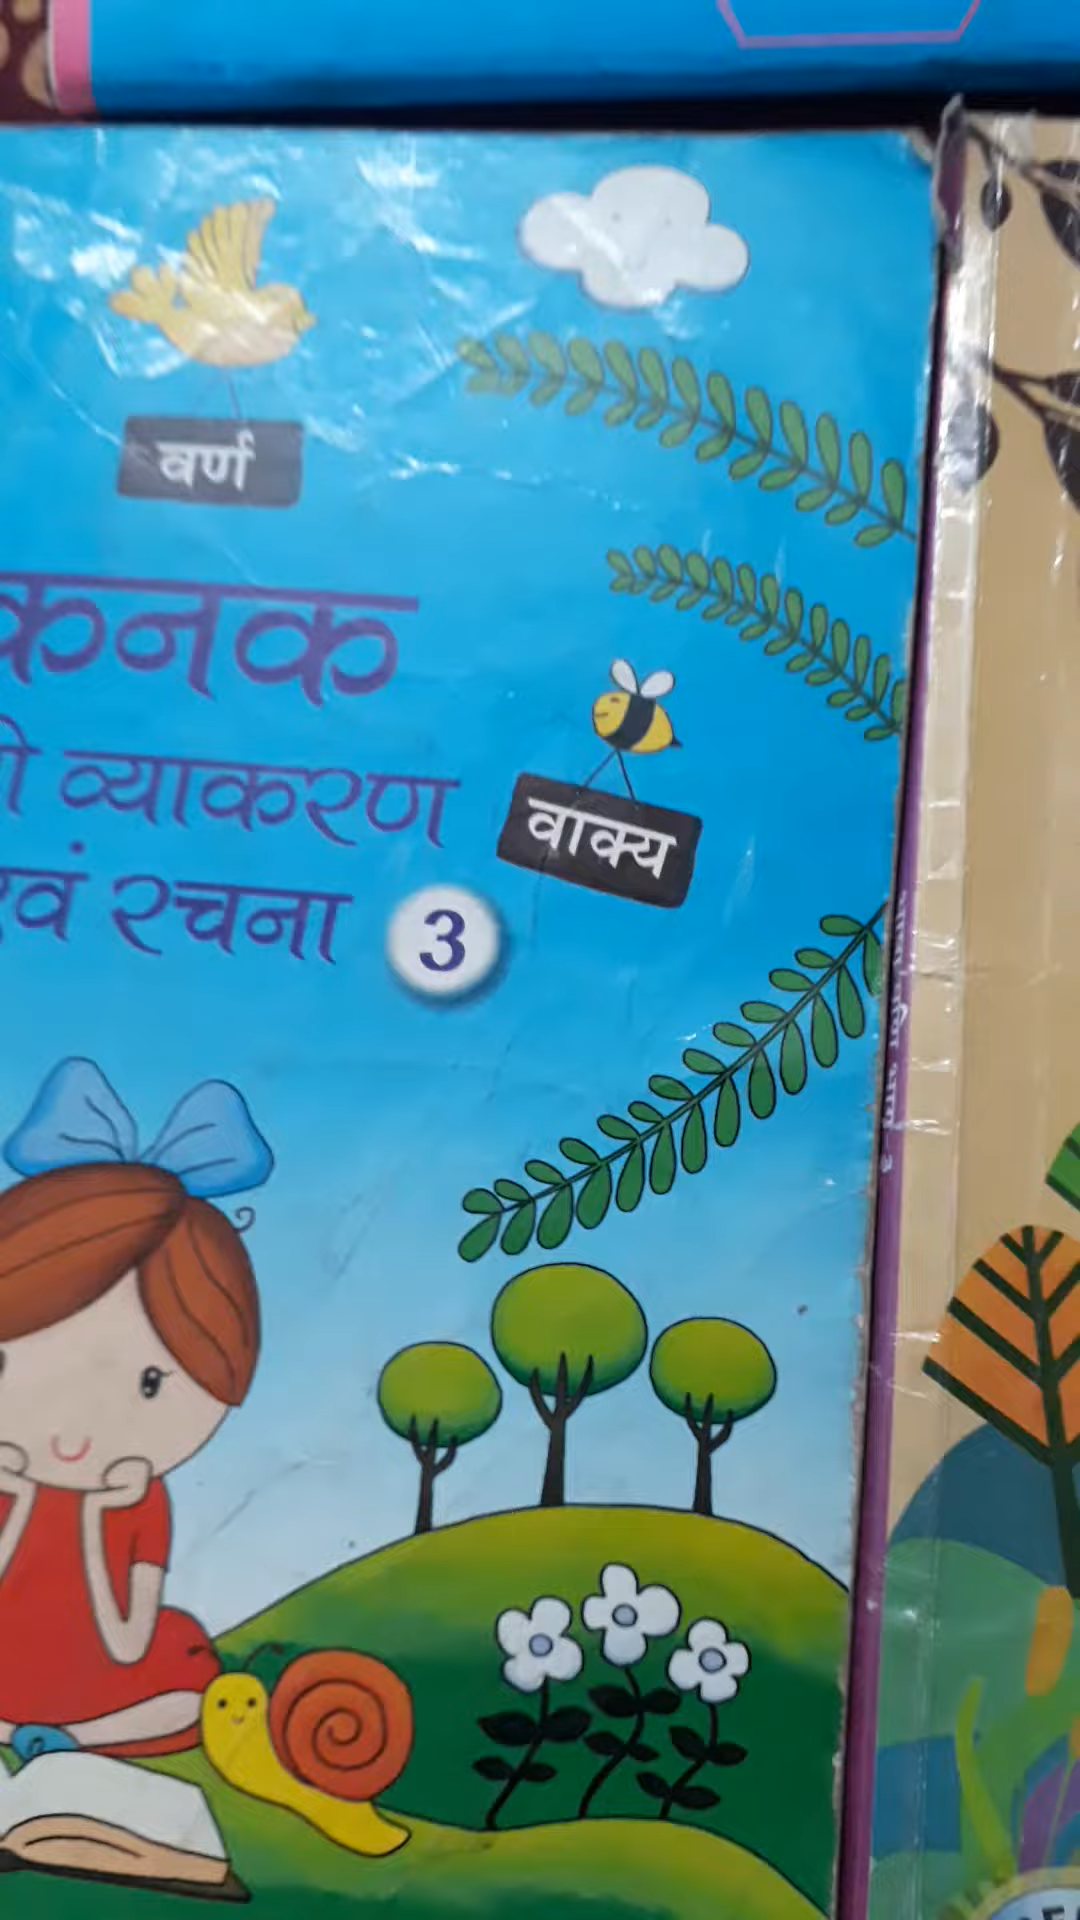 वर्ण
कनक
व्याकरण
वाक्य
रचना 3